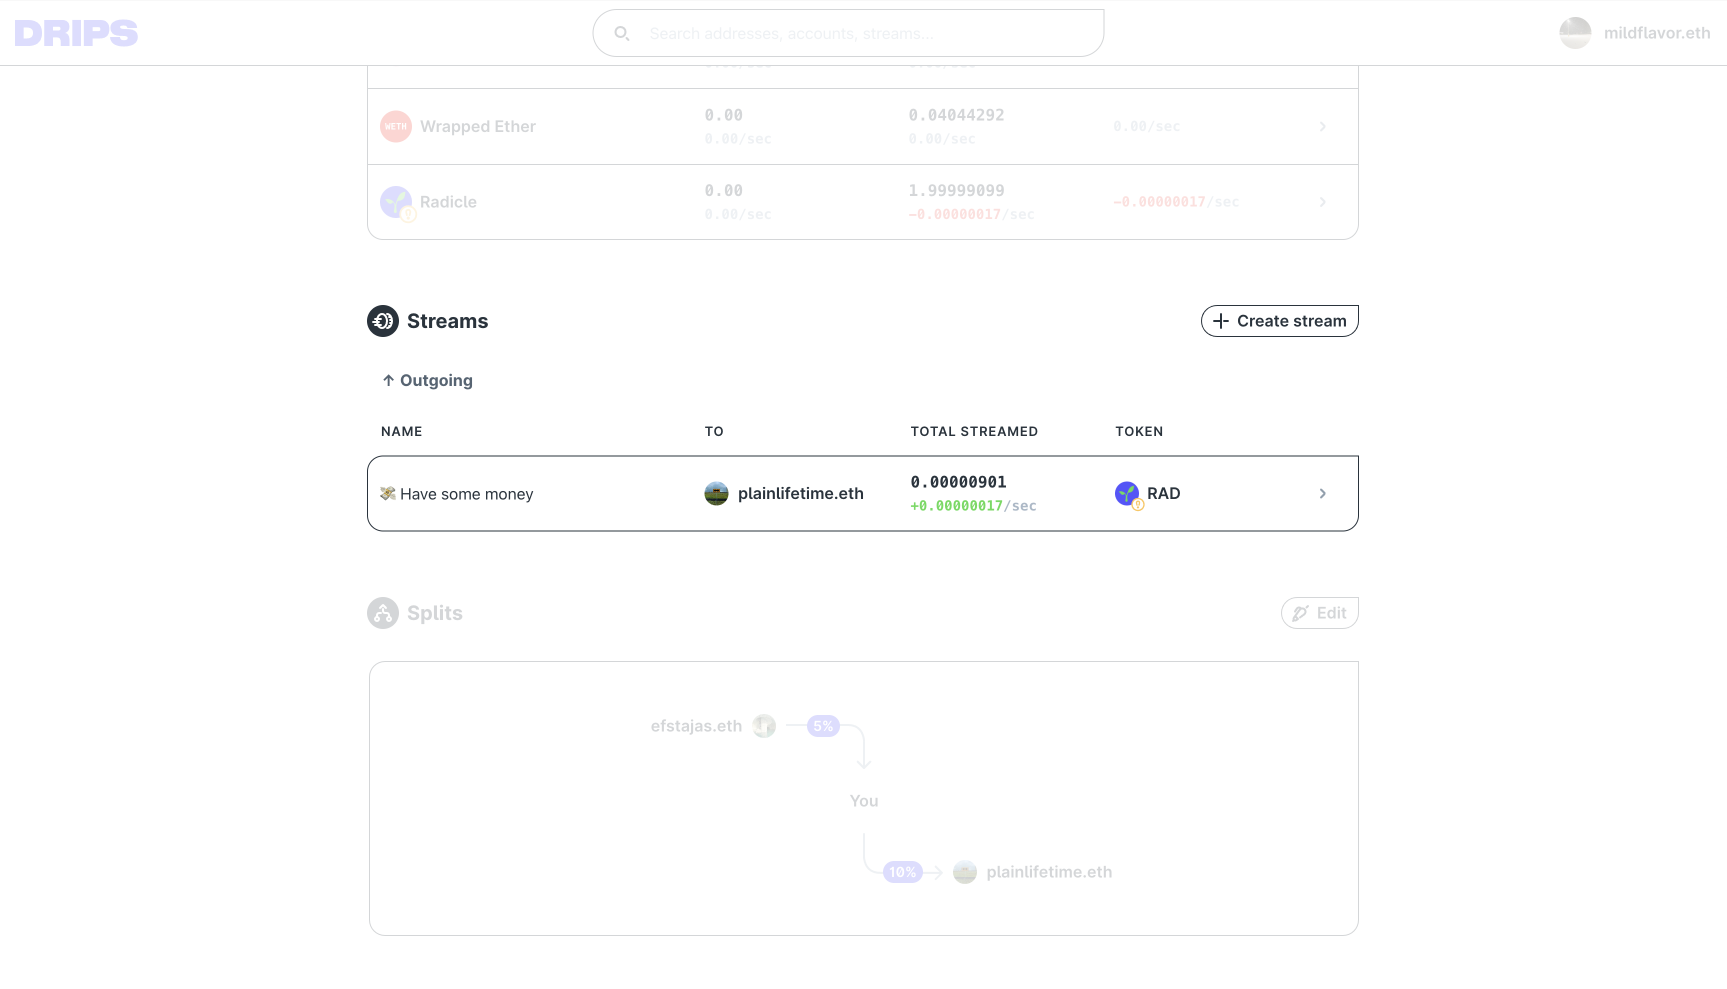 DRIPS
Search addresses, accounts, streams...
mildflavor.eth
WETH
Wrapped Ether
0.00
0.00/sec
0.04044292
0.00/sec
0.00/sec
Radicle
0.00
0.00/sec
1.99999099
−0.00000017/sec
−0.00000017/sec
Streams
Create stream
↑ Outgoing
NAME
TO
TOTAL STREAMED
TOKEN
💸 Have some money
plainlifetime.eth
0.00000901
+0.00000017/sec
RAD
Splits
Edit
efstajas.eth
5%
You
10%
plainlifetime.eth